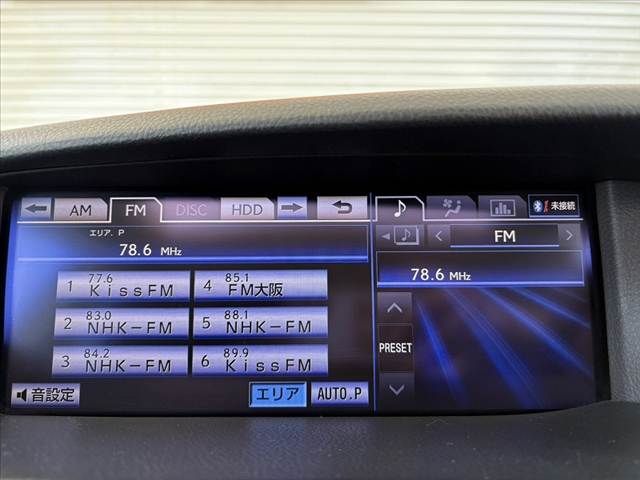 AM FM DISC HDD
エリア. P
78.6 MHz
1 77.6 KissFM
4 85.1 FM大阪
2 83.0 NHK-FM
5 88.1 NHK-FM
3 84.2 NHK-FM
6 89.9 KissFM
音設定
エリア
AUTO.P
未接続
FM
78.6 MHz
PRESET